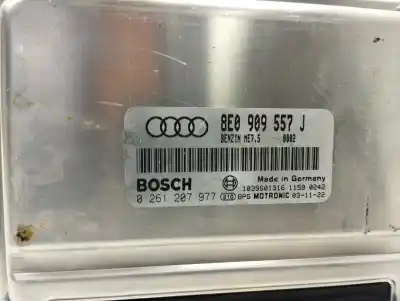 8E0 909 557 J
BENZIN ME7.5 0002
Made in Germany
BOSCH
1039S01316 1159 0242
0 261 207 977 BPG MOTRONIC 03-11-22